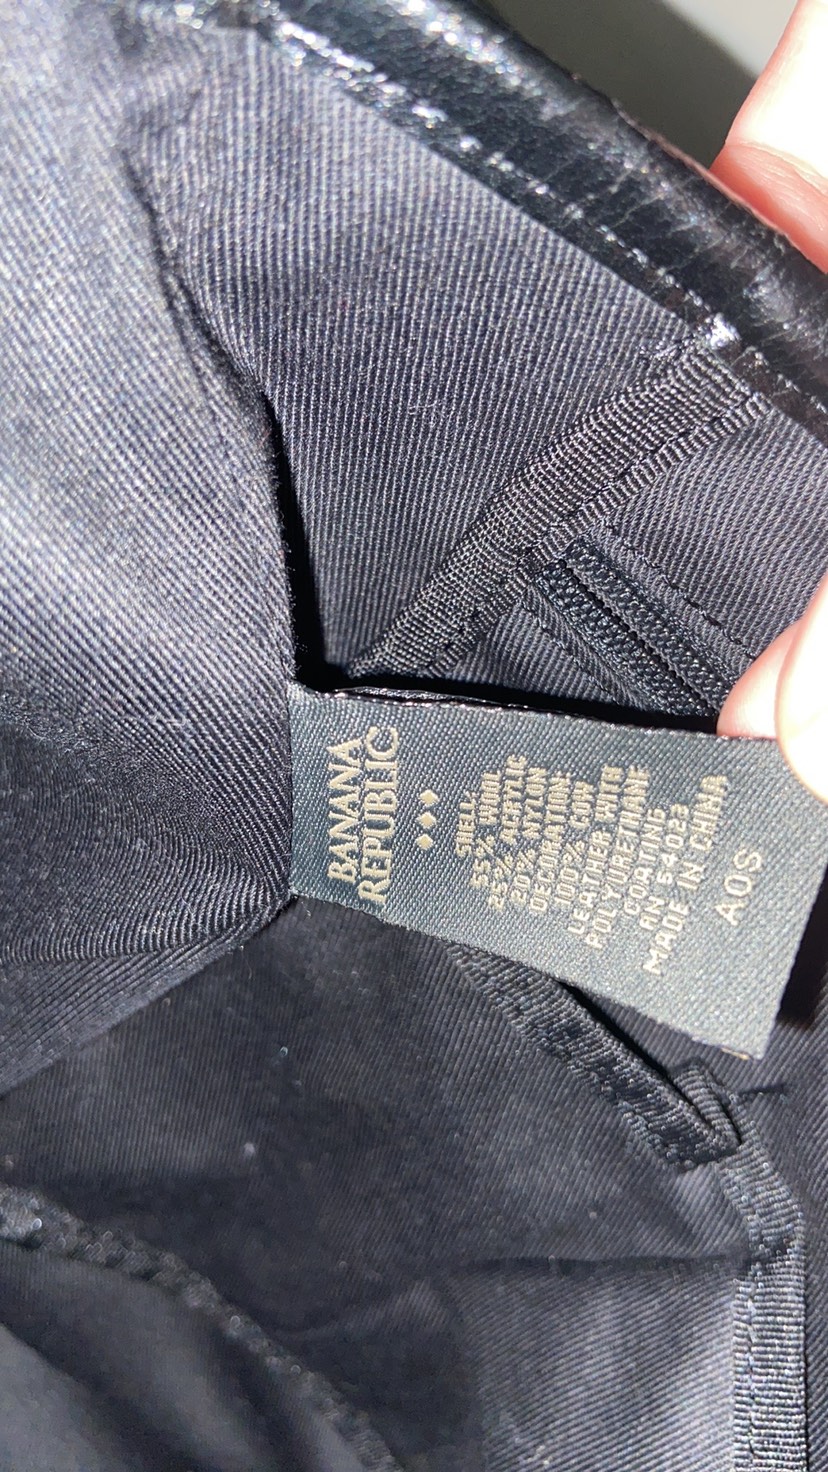 BANANA
REPUBLIC
SHELL:
55% WOOL
25% ACRYLIC
20% NYLON
DECORATION:
100% COW
LEATHER WITH
POLYURETHANE
COATING
RN 54023
MADE IN CHINA
AOS